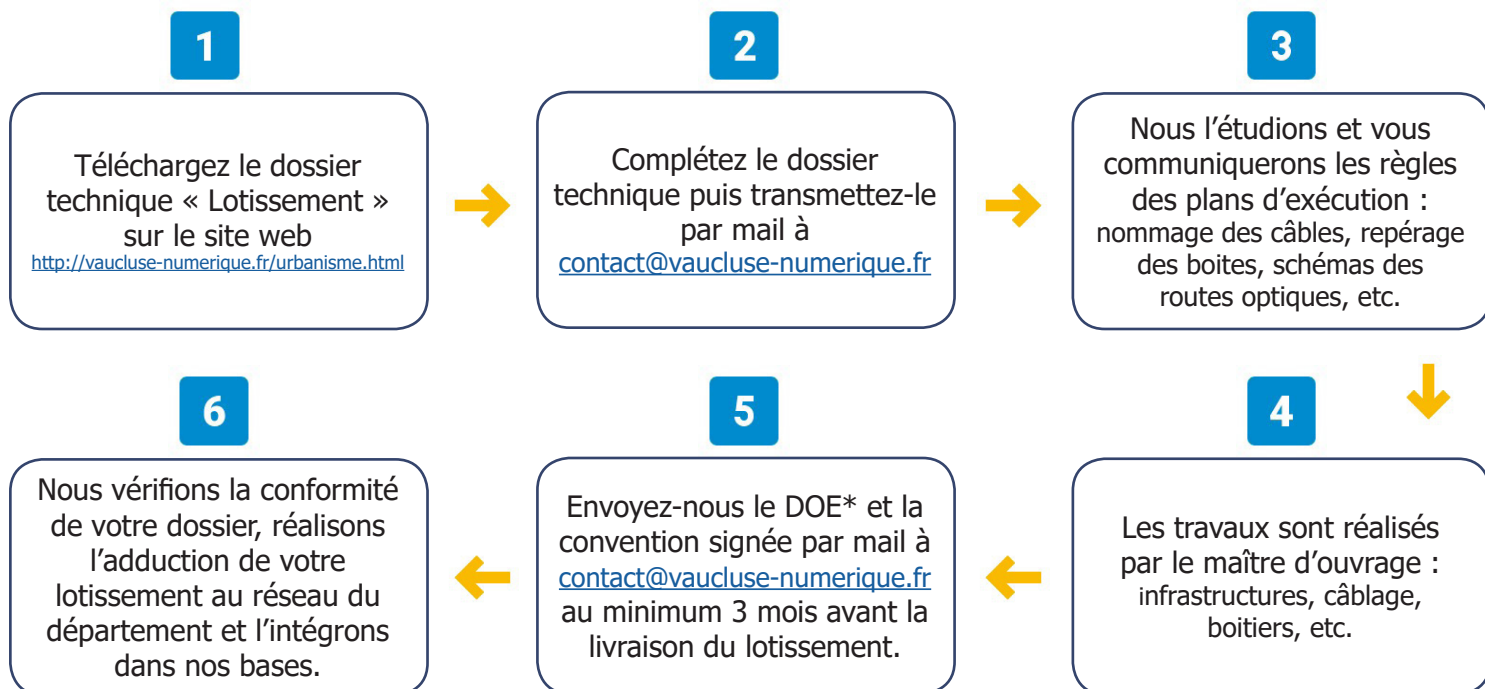 1
Téléchargez le dossier
technique « Lotissement »
sur le site web
http://vaucluse-numerique.fr/urbanisme.html
2
Complétez le dossier
technique puis transmettez-le
par mail à
contact@vaucluse-numerique.fr
3
Nous l’étudions et vous
communiquerons les règles
des plans d’exécution :
nommage des câbles, repérage
des boites, schémas des
routes optiques, etc.
4
Les travaux sont réalisés
par le maître d’ouvrage :
infrastructures, câblage,
boitiers, etc.
5
Envoyez-nous le DOE* et la
convention signée par mail à
contact@vaucluse-numerique.fr
au minimum 3 mois avant la
livraison du lotissement.
6
Nous vérifions la conformité
de votre dossier, réalisons
l’adduction de votre
lotissement au réseau du
département et l’intégrons
dans nos bases.